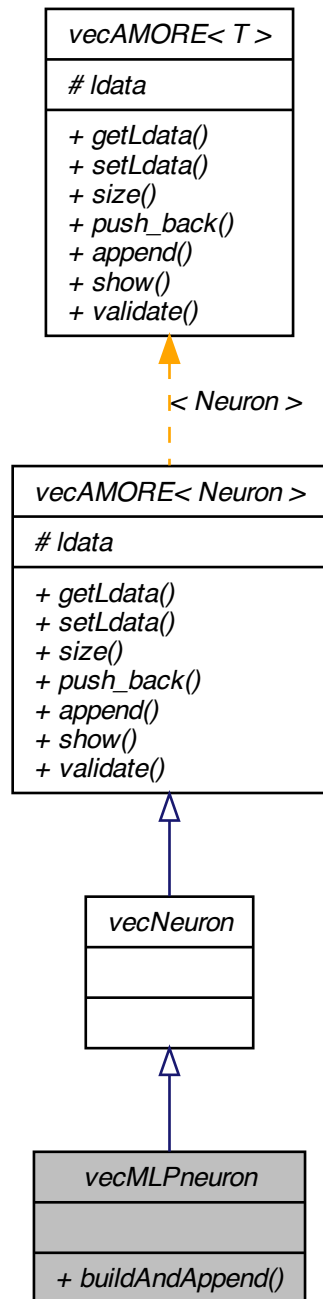 vecAMORE< T >
# ldata
+ getLdata()
+ setLdata()
+ size()
+ push_back()
+ append()
+ show()
+ validate()
< Neuron >
vecAMORE< Neuron >
# ldata
+ getLdata()
+ setLdata()
+ size()
+ push_back()
+ append()
+ show()
+ validate()
vecNeuron
vecMLPneuron
+ buildAndAppend()